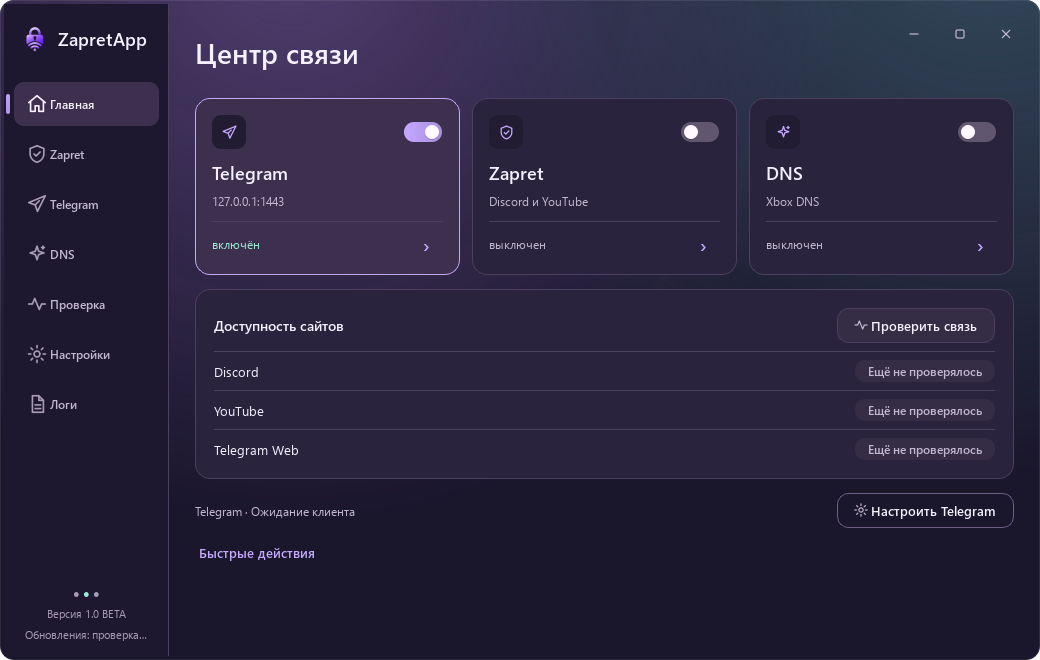 ZapretApp
Главная
Zapret
Telegram
DNS
Проверка
Настройки
Логи
Версия 1.0 BETA
Обновления: проверка...
Центр связи
Telegram
127.0.0.1:1443
включён
Zapret
Discord и YouTube
выключен
DNS
Xbox DNS
выключен
Доступность сайтов
Проверить связь
Discord
Ещё не проверялось
YouTube
Ещё не проверялось
Telegram Web
Ещё не проверялось
Telegram · Ожидание клиента
Настроить Telegram
Быстрые действия